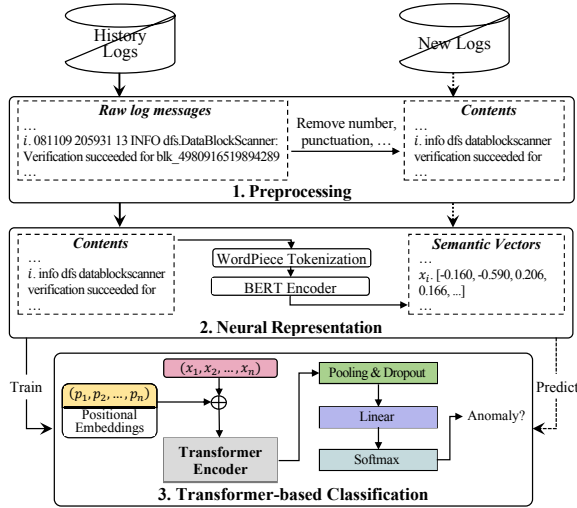 History
Logs
New Logs
Raw log messages
...
i. 081109 205931 13 INFO dfs.DataBlockScanner:
Verification succeeded for blk_4980916519894289
...
Remove number,
punctuation, ...
Contents
...
i. info dfs datablockscanner
verification succeeded for
...
1. Preprocessing
Contents
...
i. info dfs datablockscanner
verification succeeded for
...
WordPiece Tokenization
BERT Encoder
Semantic Vectors
...
xᵢ. [-0.160, -0.590, 0.206,
0.166, ...]
...
2. Neural Representation
Train
Predict
(x₁, x₂, ..., xₙ)
(p₁, p₂, ..., pₙ)
Positional
Embeddings
Transformer
Encoder
Pooling & Dropout
Linear
Softmax
Anomaly?
3. Transformer-based Classification